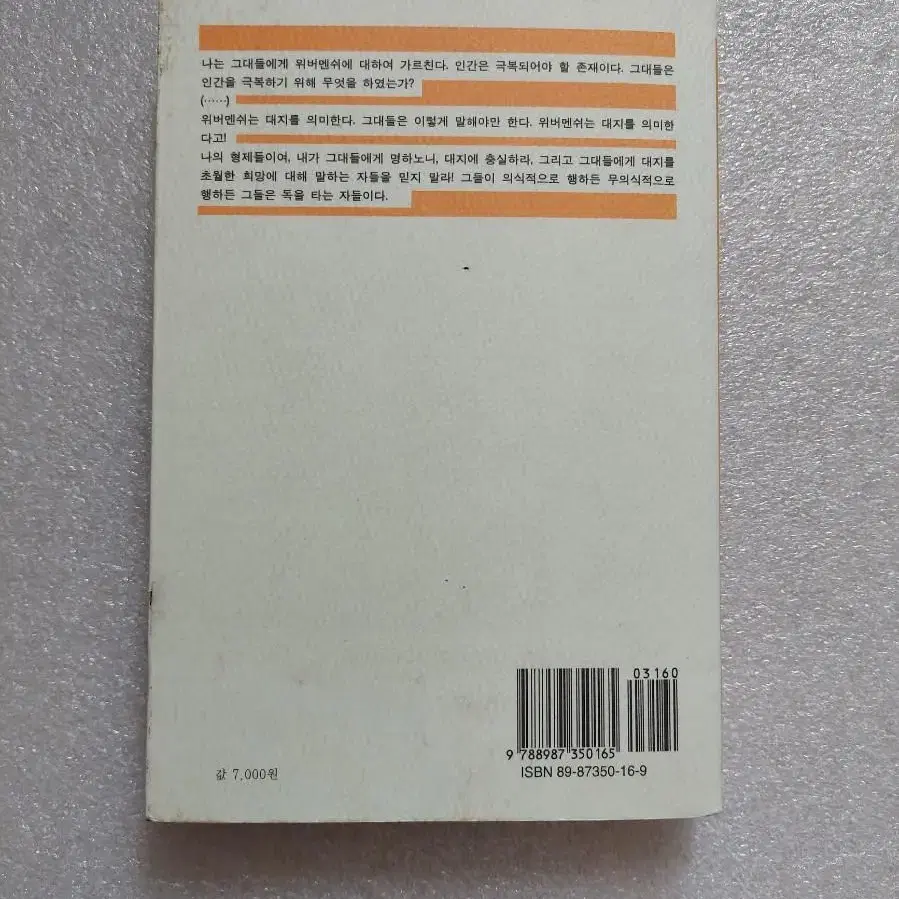 나는 그대들에게 위버멘쉬에 대하여 가르친다. 인간은 극복되어야 할 존재이다. 그대들은
인간을 극복하기 위해 무엇을 하였는가?
(……)
위버멘쉬는 대지를 의미한다. 그대들은 이렇게 말해야만 한다. 위버멘쉬는 대지를 의미한
다고!
나의 형제들이여, 내가 그대들에게 명하노니, 대지에 충실하라, 그리고 그대들에게 대지를
초월한 희망에 대해 말하는 자들을 믿지 말라! 그들이 의식적으로 행하든 무의식적으로
행하든 그들은 독을 타는 자들이다.
03160
9 788987 350165
ISBN 89-87350-16-9
값 7,000원